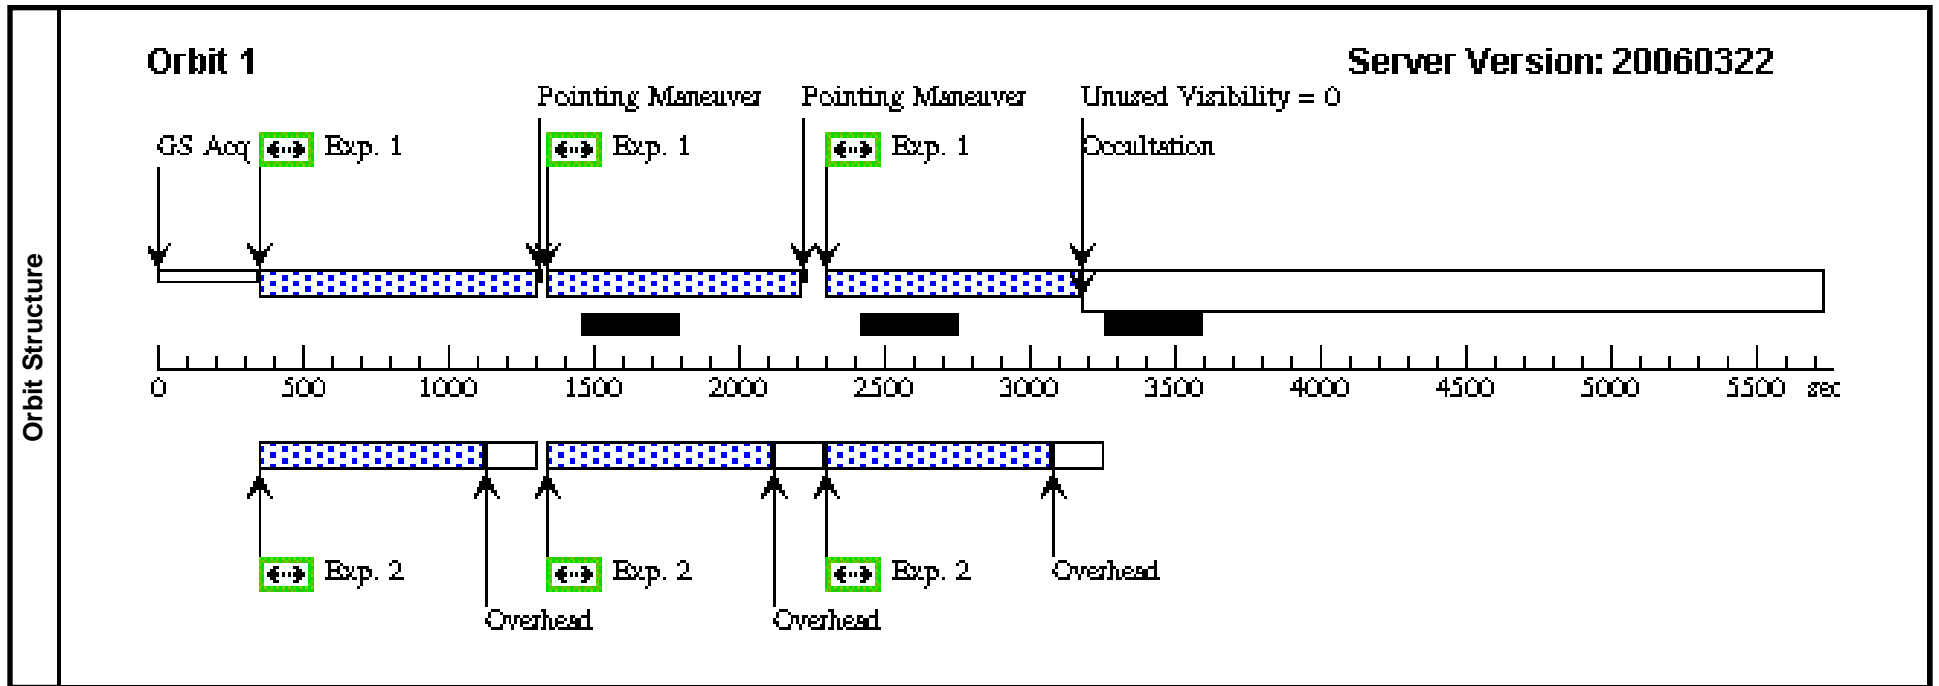 Orbit 1
Server Version: 20060322
Pointing Maneuver
Pointing Maneuver
Unused Visibility = 0
GS Acq
Exp. 1
Exp. 1
Exp. 1
Occultation
Orbit Structure
0 500 1000 1500 2000 2500 3000 3500 4000 4500 5000 5500 sec
Exp. 2
Exp. 2
Exp. 2
Overhead
Overhead
Overhead